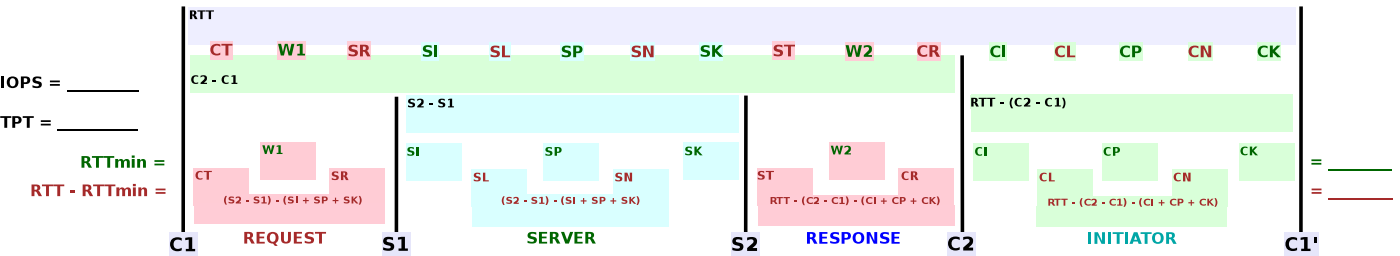 RTT
CT W1 SR SI SL SP SN SK ST W2 CR CI CL CP CN CK
IOPS = ________
C2 - C1
S2 - S1
RTT - (C2 - C1)
TPT = _________
W1
SI
SP
SK
W2
CI
CP
CK
RTTmin =
= _______
CT
SR
SL
SN
ST
CR
CL
CN
RTT - RTTmin =
= _______
(S2 - S1) - (SI + SP + SK)
(S2 - S1) - (SI + SP + SK)
RTT - (C2 - C1) - (CI + CP + CK)
RTT - (C2 - C1) - (CI + CP + CK)
C1 REQUEST S1 SERVER S2 RESPONSE C2 INITIATOR C1'